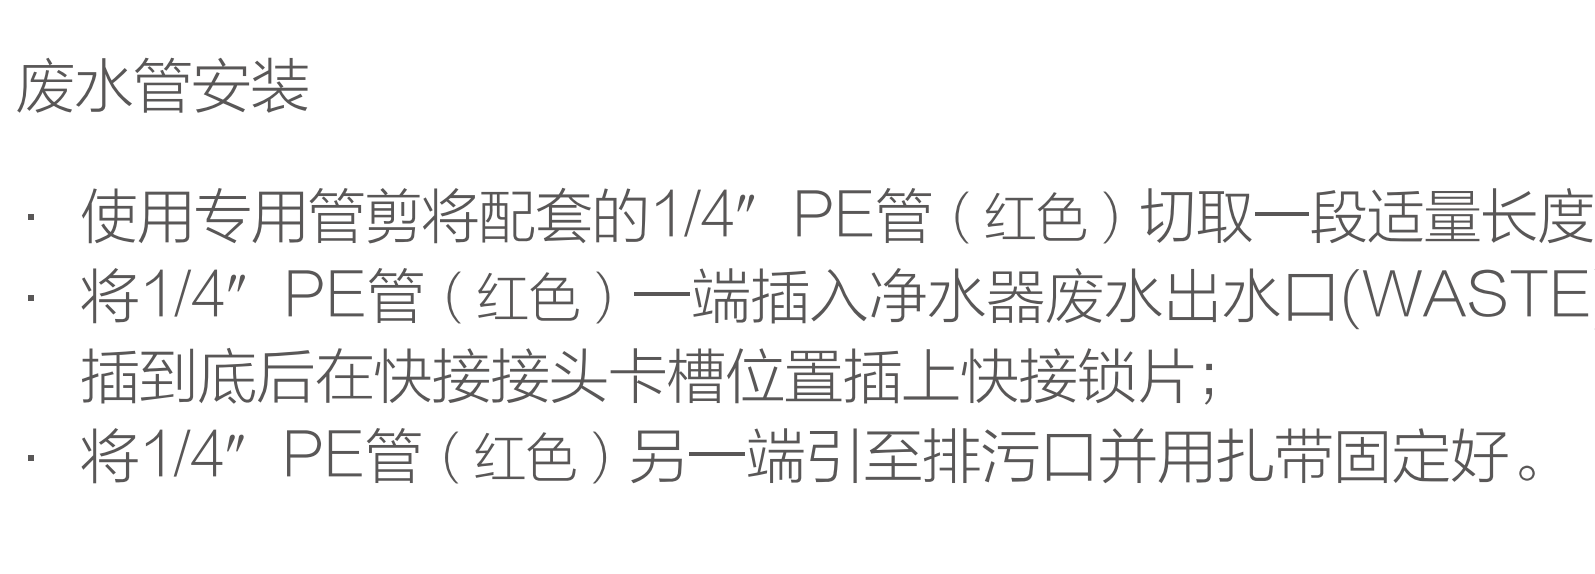 废水管安装
· 使用专用管剪将配套的1/4″ PE管（红色）切取一段适量长度
· 将1/4″ PE管（红色）一端插入净水器废水出水口(WASTE
插到底后在快接接头卡槽位置插上快接锁片;
· 将1/4″ PE管（红色）另一端引至排污口并用扎带固定好。